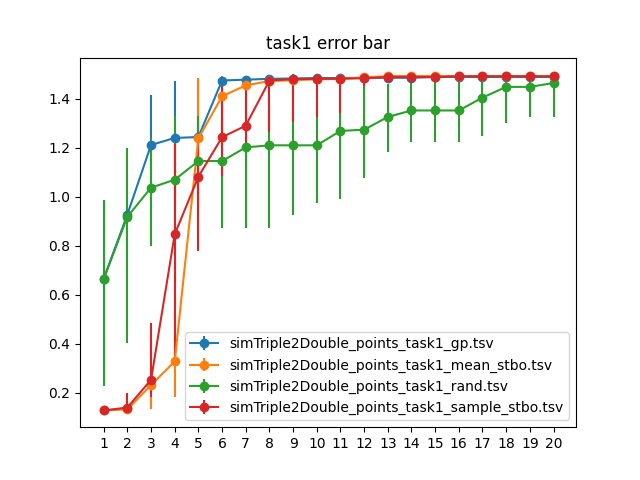 task1 error bar
1.4
1.2
1.0
0.8
0.6
0.4
0.2
simTriple2Double_points_task1_gp.tsv
simTriple2Double_points_task1_mean_stbo.tsv
simTriple2Double_points_task1_rand.tsv
simTriple2Double_points_task1_sample_stbo.tsv
1 2 3 4 5 6 7 8 9 10 11 12 13 14 15 16 17 18 19 20